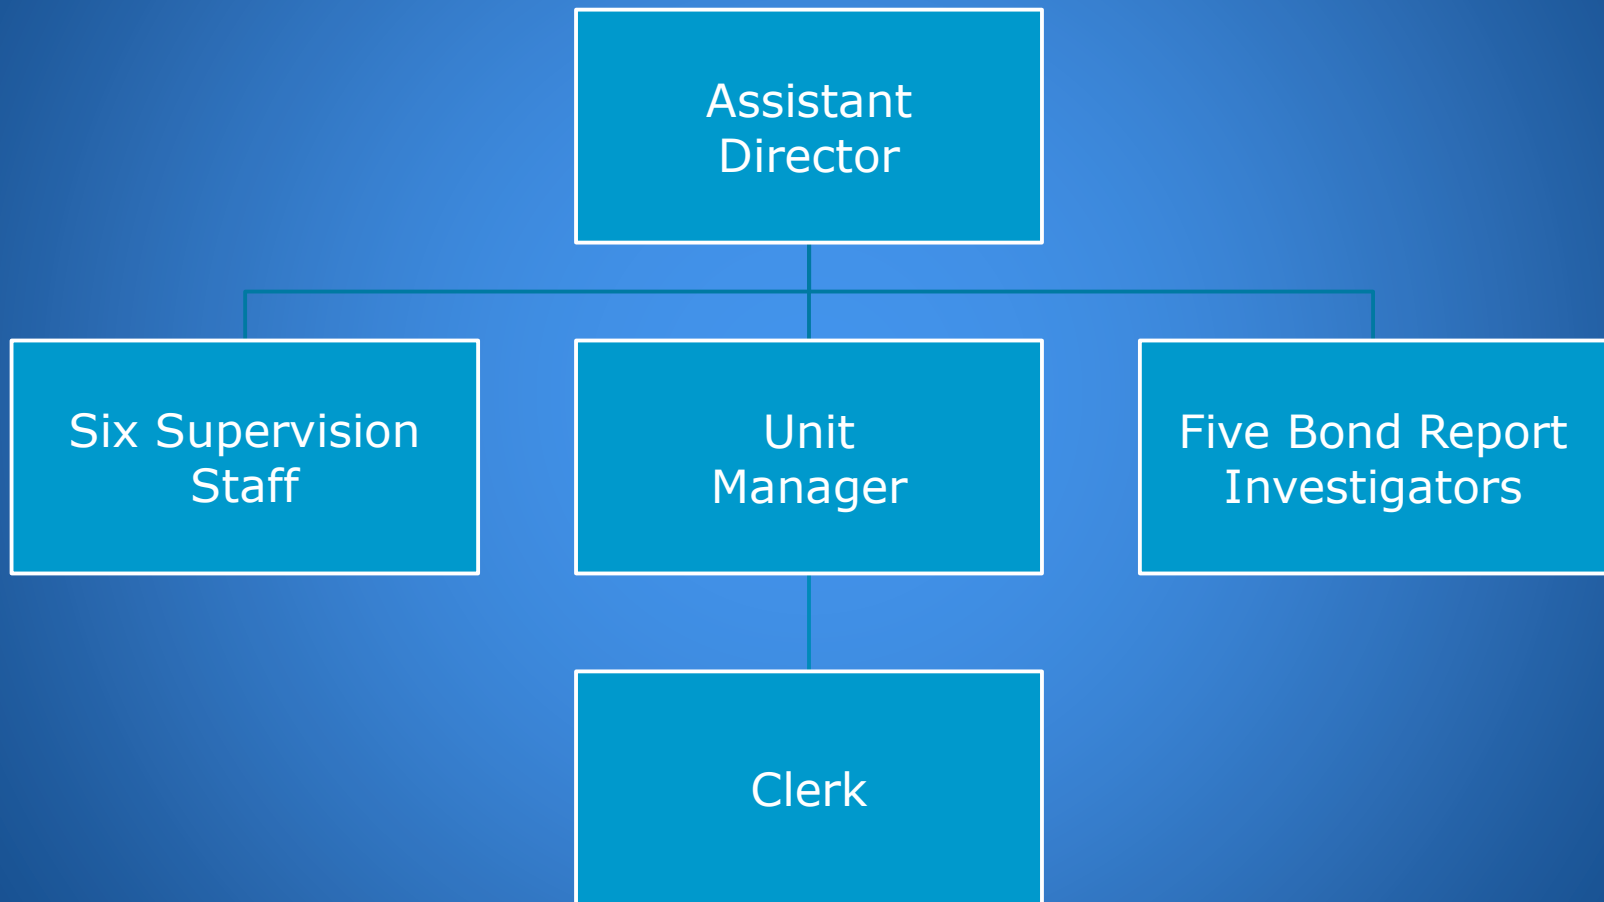 Assistant
Director
Six Supervision
Staff
Unit
Manager
Five Bond Report
Investigators
Clerk